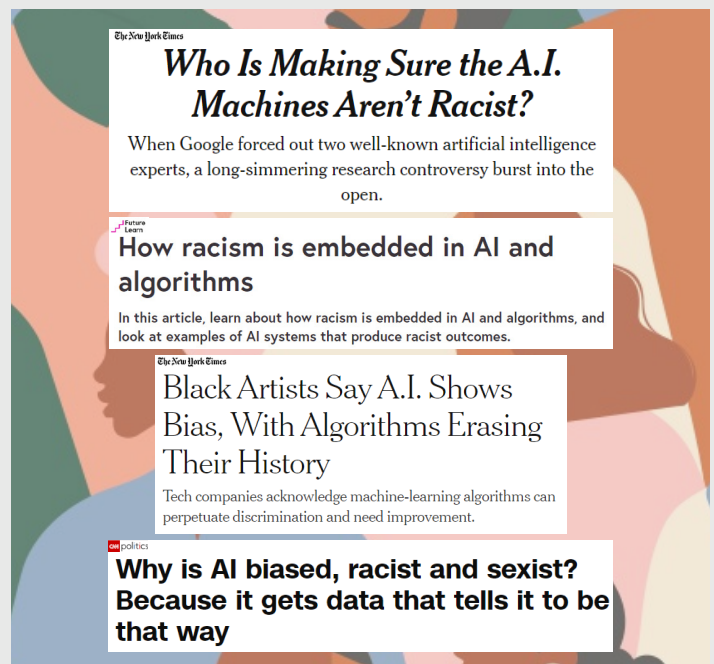 The New York Times
Who Is Making Sure the A.I.
Machines Aren't Racist?
When Google forced out two well-known artificial intelligence
experts, a long-simmering research controversy burst into the
open.
Future
Learn
How racism is embedded in AI and
algorithms
In this article, learn about how racism is embedded in AI and algorithms, and
look at examples of AI systems that produce racist outcomes.
The New York Times
Black Artists Say A.I. Shows
Bias, With Algorithms Erasing
Their History
Tech companies acknowledge machine-learning algorithms can
perpetuate discrimination and need improvement.
CNN politics
Why is AI biased, racist and sexist?
Because it gets data that tells it to be
that way